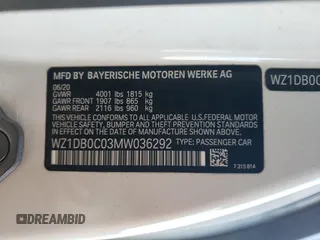 MFD BY BAYERISCHE MOTOREN WERKE AG
05/20
GVWR 4001 lbs 1815 kg
GAWR FRONT 1907 lbs 865 kg
GAWR REAR 2116 lbs 960 kg
THIS VEHICLE CONFORMS TO ALL APPLICABLE
U.S. FEDERAL MOTOR VEHICLE SAFETY, BUMPER,
AND THEFT PREVENTION STANDARDS IN EFFECT
ON THE DATE OF MANUFACTURE SHOWN ABOVE.
WZ1DB0C03MW036292 TYPE: PASSENGER CAR
WZ1DB0C0
DREAMBID